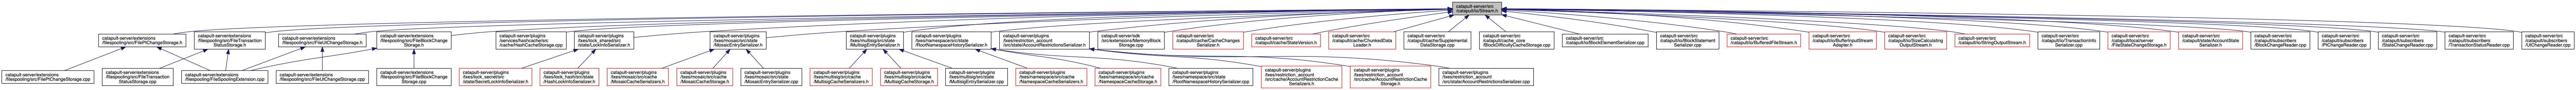 catapult-server/src
/catapult/io/Stream.h
catapult-server/extensions
/filespooling/src/FilePtChangeStorage.h
catapult-server/extensions
/filespooling/src/FileTransaction
StatusStorage.h
catapult-server/extensions
/filespooling/src/FileUtChangeStorage.h
catapult-server/extensions
/filespooling/src/FileBlockChange
Storage.h
catapult-server/plugins
/services/hashcache/src
/cache/HashCacheStorage.cpp
catapult-server/plugins
/txes/lock_shared/src
/state/LockInfoSerializer.h
catapult-server/plugins
/txes/mosaic/src/state
/MosaicEntrySerializer.h
catapult-server/plugins
/txes/multisig/src/state
/MultisigEntrySerializer.h
catapult-server/plugins
/txes/namespace/src/state
/RootNamespaceHistorySerializer.h
catapult-server/plugins
/txes/restriction_account
/src/state/AccountRestrictionsSerializer.h
catapult-server/sdk
/src/extensions/MemoryBlock
Storage.cpp
catapult-server/src
/catapult/cache/CacheChanges
Serializer.h
catapult-server/src
/catapult/cache/StateVersion.h
catapult-server/src
/catapult/cache/ChunkedData
Loader.h
catapult-server/src
/catapult/cache/Supplemental
DataStorage.cpp
catapult-server/src
/catapult/cache_core
/BlockDifficultyCacheStorage.cpp
catapult-server/src
/catapult/io/BlockElementSerializer.cpp
catapult-server/src
/catapult/io/BlockStatement
Serializer.cpp
catapult-server/src
/catapult/io/BufferedFileStream.h
catapult-server/src
/catapult/io/BufferInputStream
Adapter.h
catapult-server/src
/catapult/io/SizeCalculating
OutputStream.h
catapult-server/src
/catapult/io/StringOutputStream.h
catapult-server/src
/catapult/io/TransactionInfo
Serializer.cpp
catapult-server/src
/catapult/local/server
/FileStateChangeStorage.h
catapult-server/src
/catapult/state/AccountState
Serializer.h
catapult-server/src
/catapult/subscribers
/BlockChangeReader.cpp
catapult-server/src
/catapult/subscribers
/PtChangeReader.cpp
catapult-server/src
/catapult/subscribers
/StateChangeReader.cpp
catapult-server/src
/catapult/subscribers
/TransactionStatusReader.cpp
catapult-server/src
/catapult/subscribers
/UtChangeReader.cpp
catapult-server/extensions
/filespooling/src/FilePtChangeStorage.cpp
catapult-server/extensions
/filespooling/src/FileTransaction
StatusStorage.cpp
catapult-server/extensions
/filespooling/src/FileSpoolingExtension.cpp
catapult-server/extensions
/filespooling/src/FileUtChangeStorage.cpp
catapult-server/extensions
/filespooling/src/FileBlockChange
Storage.cpp
catapult-server/plugins
/txes/lock_secret/src
/state/SecretLockInfoSerializer.h
catapult-server/plugins
/txes/lock_hash/src/state
/HashLockInfoSerializer.h
catapult-server/plugins
/txes/mosaic/src/cache
/MosaicCacheSerializers.h
catapult-server/plugins
/txes/mosaic/src/cache
/MosaicCacheStorage.h
catapult-server/plugins
/txes/mosaic/src/state
/MosaicEntrySerializer.cpp
catapult-server/plugins
/txes/multisig/src/cache
/MultisigCacheSerializers.h
catapult-server/plugins
/txes/multisig/src/cache
/MultisigCacheStorage.h
catapult-server/plugins
/txes/multisig/src/state
/MultisigEntrySerializer.cpp
catapult-server/plugins
/txes/namespace/src/cache
/NamespaceCacheSerializers.h
catapult-server/plugins
/txes/namespace/src/cache
/NamespaceCacheStorage.h
catapult-server/plugins
/txes/namespace/src/state
/RootNamespaceHistorySerializer.cpp
catapult-server/plugins
/txes/restriction_account
/src/cache/AccountRestrictionCache
Serializers.h
catapult-server/plugins
/txes/restriction_account
/src/cache/AccountRestrictionCache
Storage.h
catapult-server/plugins
/txes/restriction_account
/src/state/AccountRestrictionsSerializer.cpp